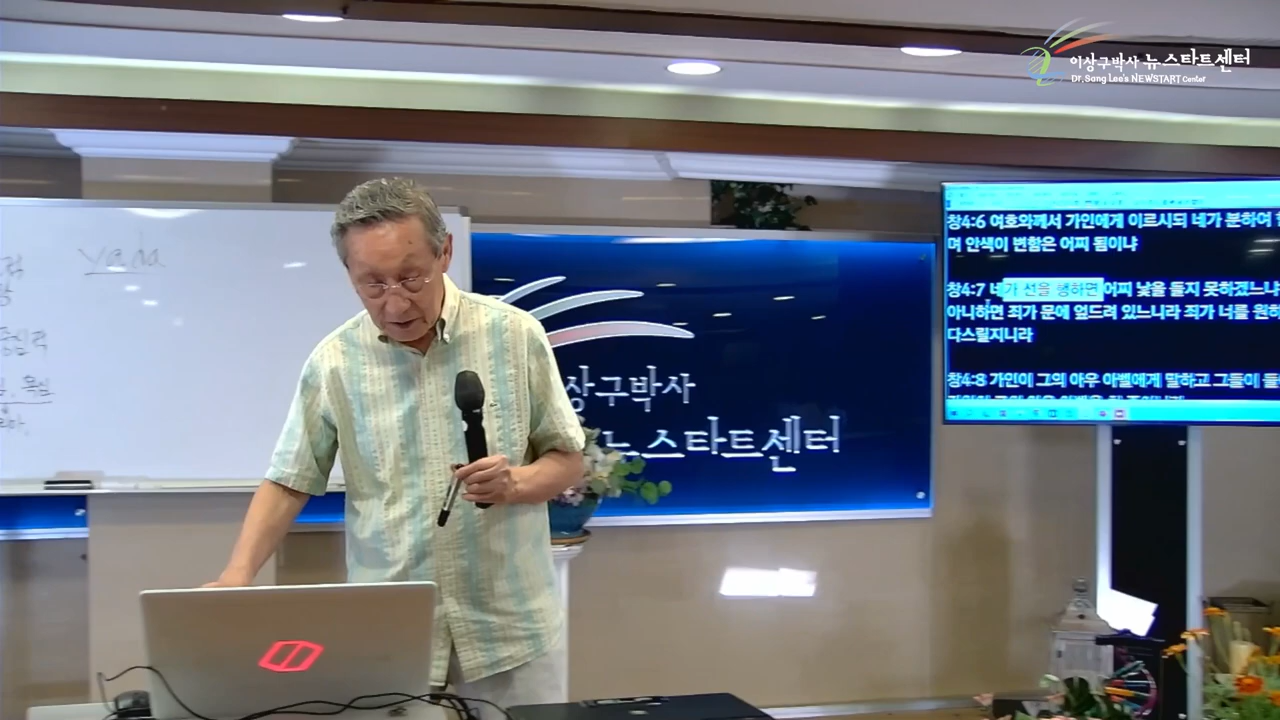 이상구박사 뉴스타트센터
Dr. Sang Lee's NEWSTART Center
yada
창4:6 여호와께서 가인에게 이르시되 네가 분하여
며 안색이 변함은 어찌 됨이냐
창4:7 네가 선을 행하면 어찌 낯을 들지 못하겠느냐
아니하면 죄가 문에 엎드려 있느니라 죄가 너를 원하
다스릴지니라
창4:8 가인이 그의 아우 아벨에게 말하고 그들이 들
상구박사
뉴스타트센터